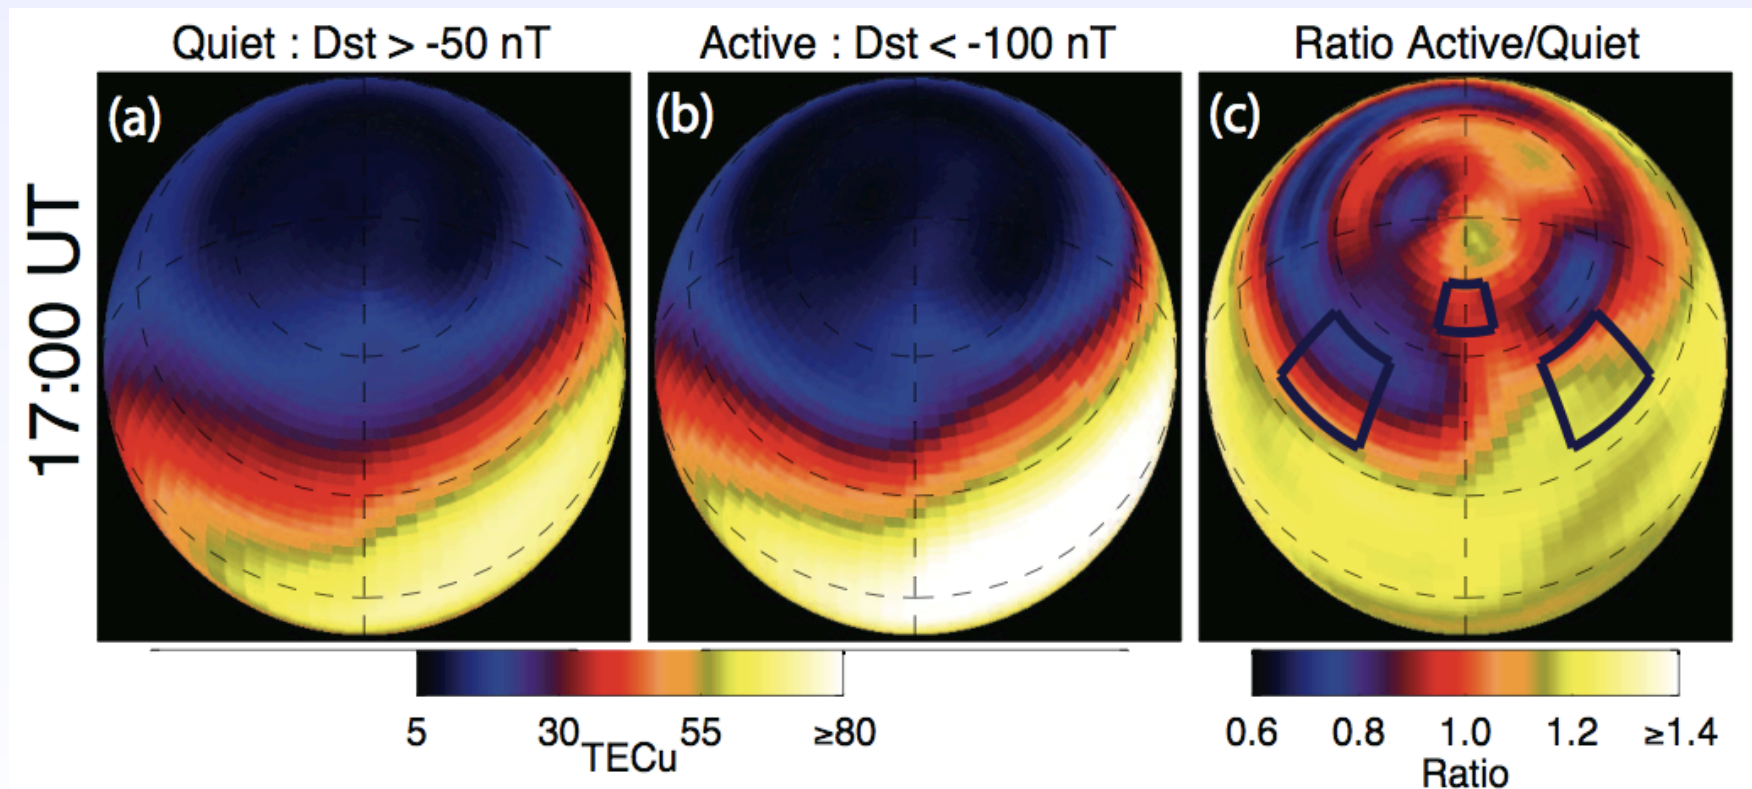 Quiet : Dst > -50 nT
Active : Dst < -100 nT
Ratio Active/Quiet
(a)
(b)
(c)
17:00 UT
5 30 55 ≥80
TECu
0.6 0.8 1.0 1.2 ≥1.4
Ratio